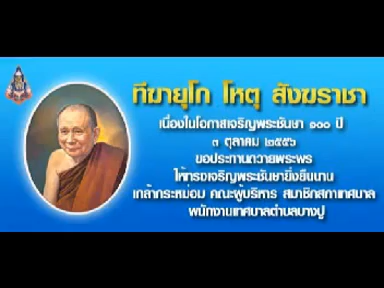 ทีฆายุโก โหตุ สังฆราชา
เนื่องในโอกาสเจริญพระชันษา ๑๐๐ ปี
๓ ตุลาคม ๒๕๕๖
ขอประทานถวายพระพร
ให้ทรงเจริญพระชันษายิ่งยืนนาน
เกล้ากระหม่อม คณะผู้บริหาร สมาชิกสภาเทศบาล
พนักงานเทศบาลตำบลบางปู